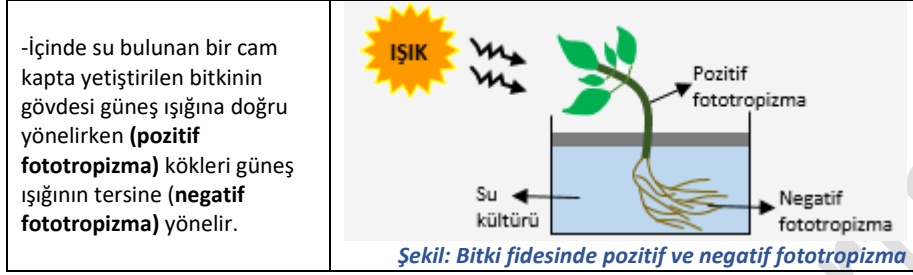 -İçinde su bulunan bir cam
kapta yetiştirilen bitkinin
gövdesi güneş ışığına doğru
yönelirken (pozitif
fototropizma) kökleri güneş
ışığının tersine (negatif
fototropizma) yönelir.
IŞIK
Pozitif
fototropizma
Su
kültürü
Negatif
fototropizma
Şekil: Bitki fidesinde pozitif ve negatif fototropizma